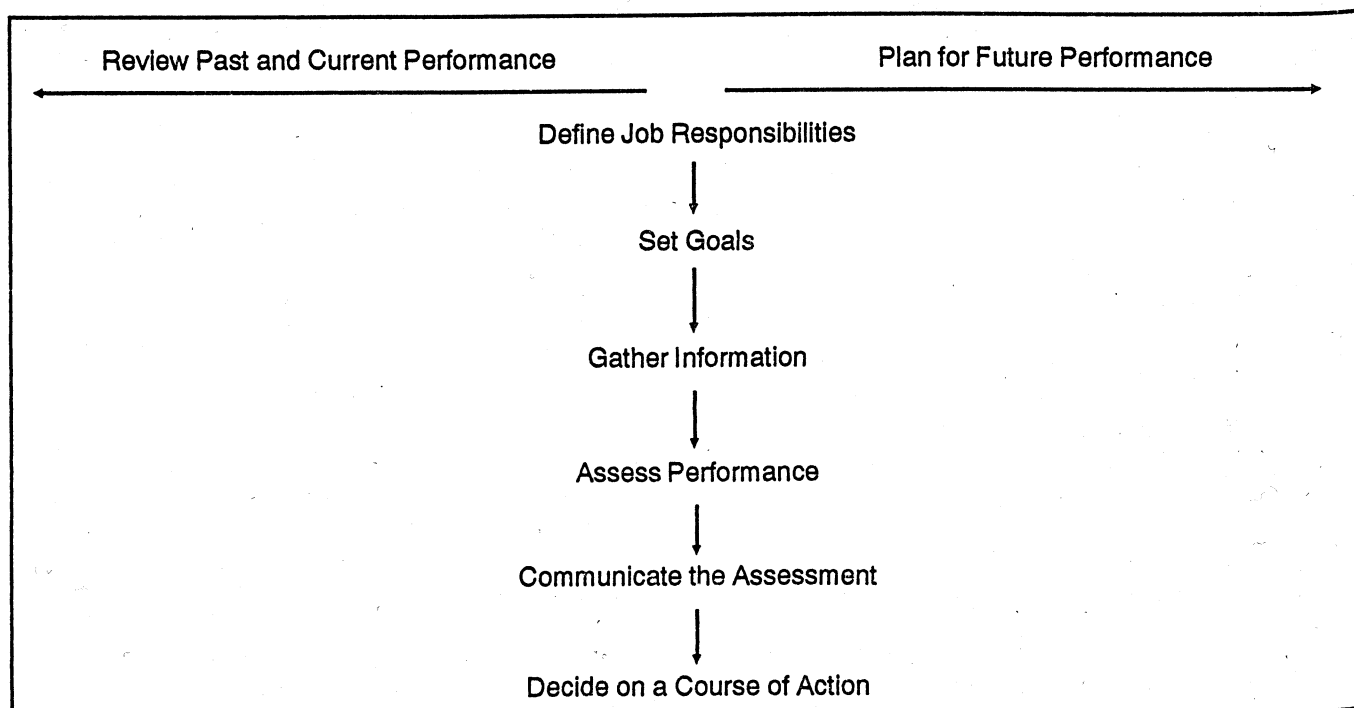 Review Past and Current Performance
Plan for Future Performance
Define Job Responsibilities
Set Goals
Gather Information
Assess Performance
Communicate the Assessment
Decide on a Course of Action